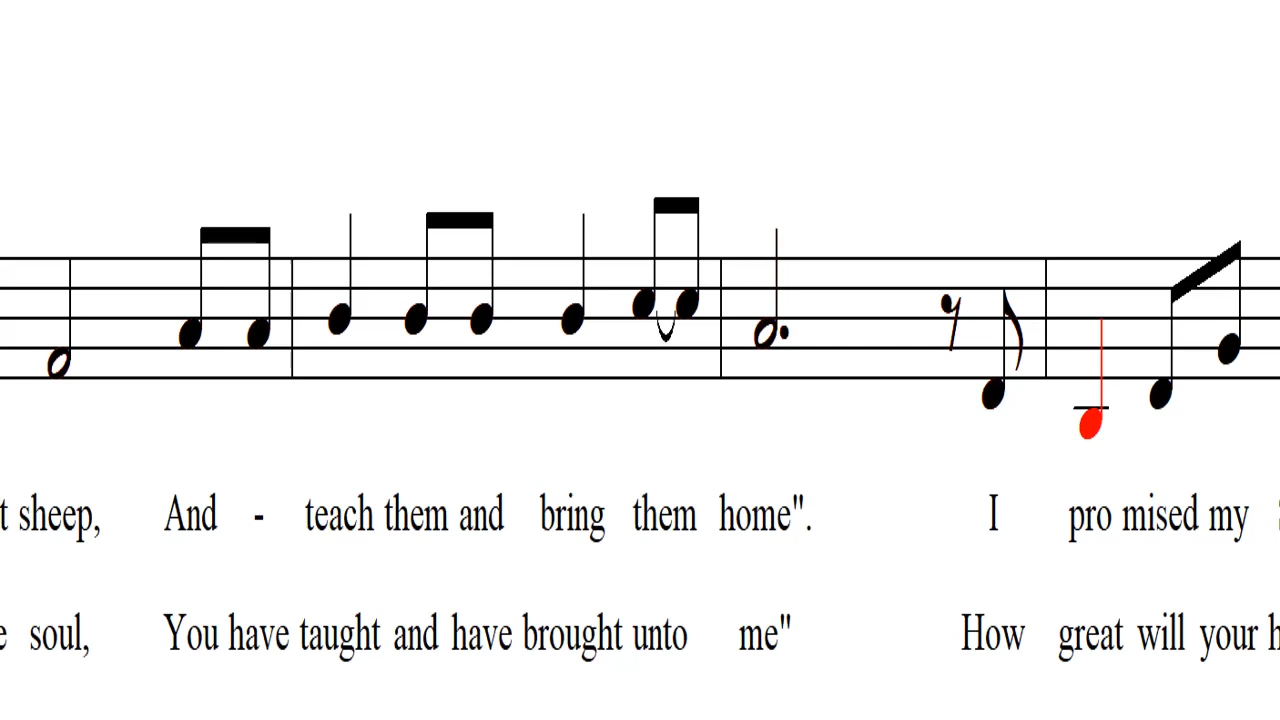 sheep, And - teach them and bring them home". I pro mised my
soul, You have taught and have brought unto me" How great will your